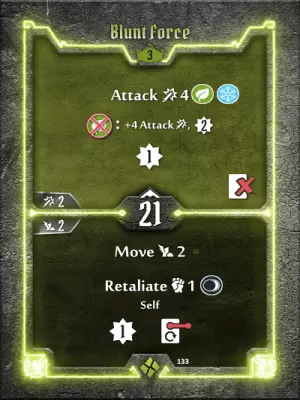 Blunt Force
3
Attack 4
: +4 Attack , 2
1
2
21
2
Move 2
Retaliate 1
Self
1
133